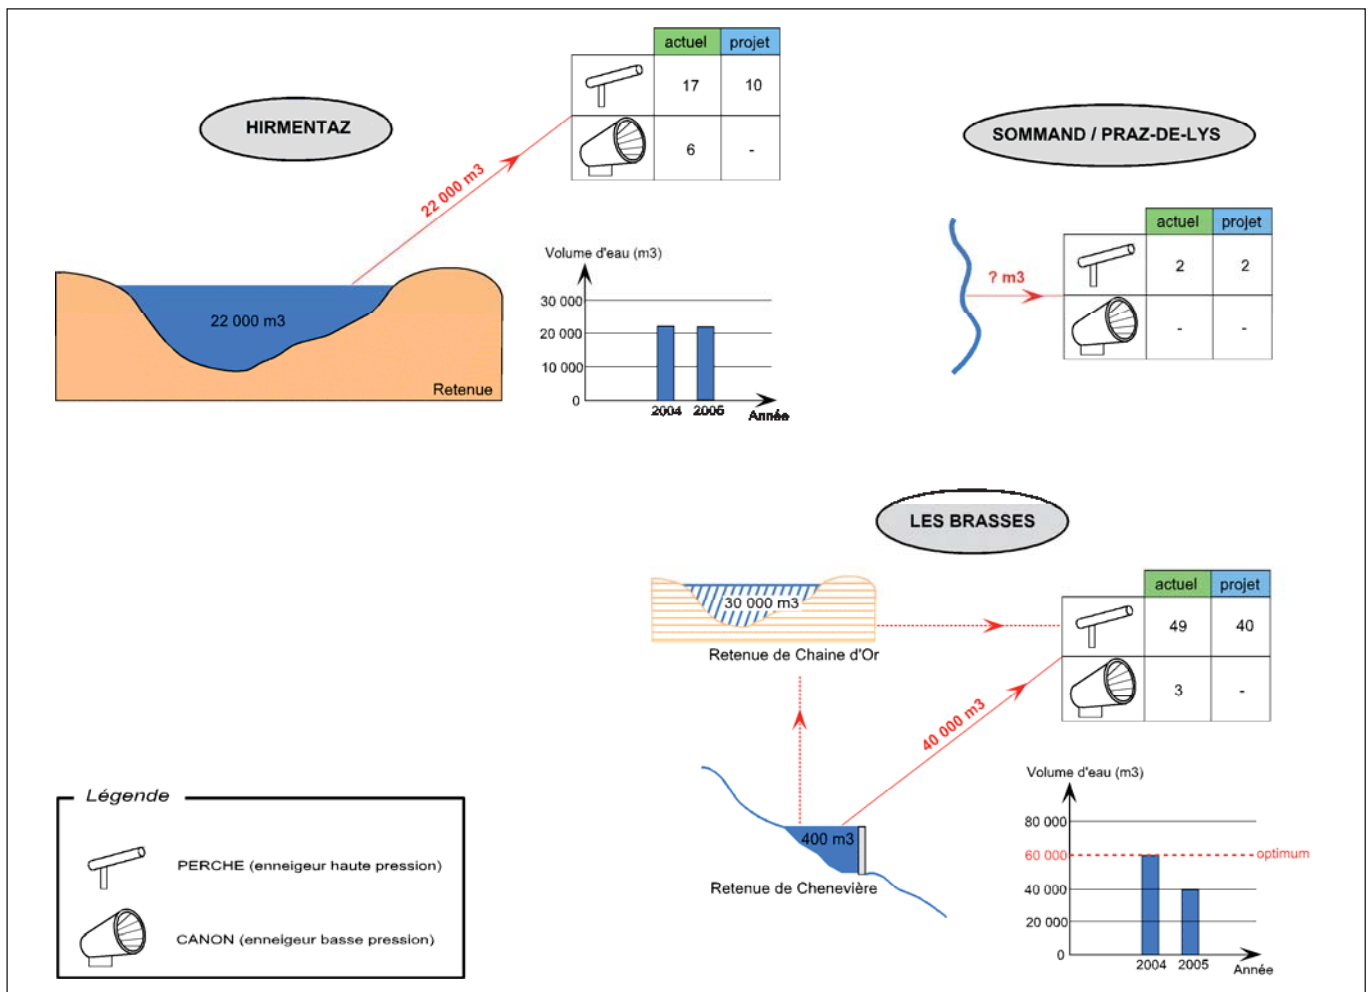 HIRMENTAZ
actuel projet
17 10
6 -
22 000 m3
22 000 m3
Retenue
Volume d'eau (m3)
30 000
20 000
10 000
0
2004 2005 Année
SOMMAND / PRAZ-DE-LYS
actuel projet
2 2
- -
? m3
LES BRASSES
actuel projet
49 40
3 -
30 000 m3
Retenue de Chaine d'Or
40 000 m3
400 m3
Retenue de Chenevière
Volume d'eau (m3)
80 000
60 000 optimum
40 000
20 000
0
2004 2005 Année
Légende
PERCHE (enneigeur haute pression)
CANON (enneigeur basse pression)